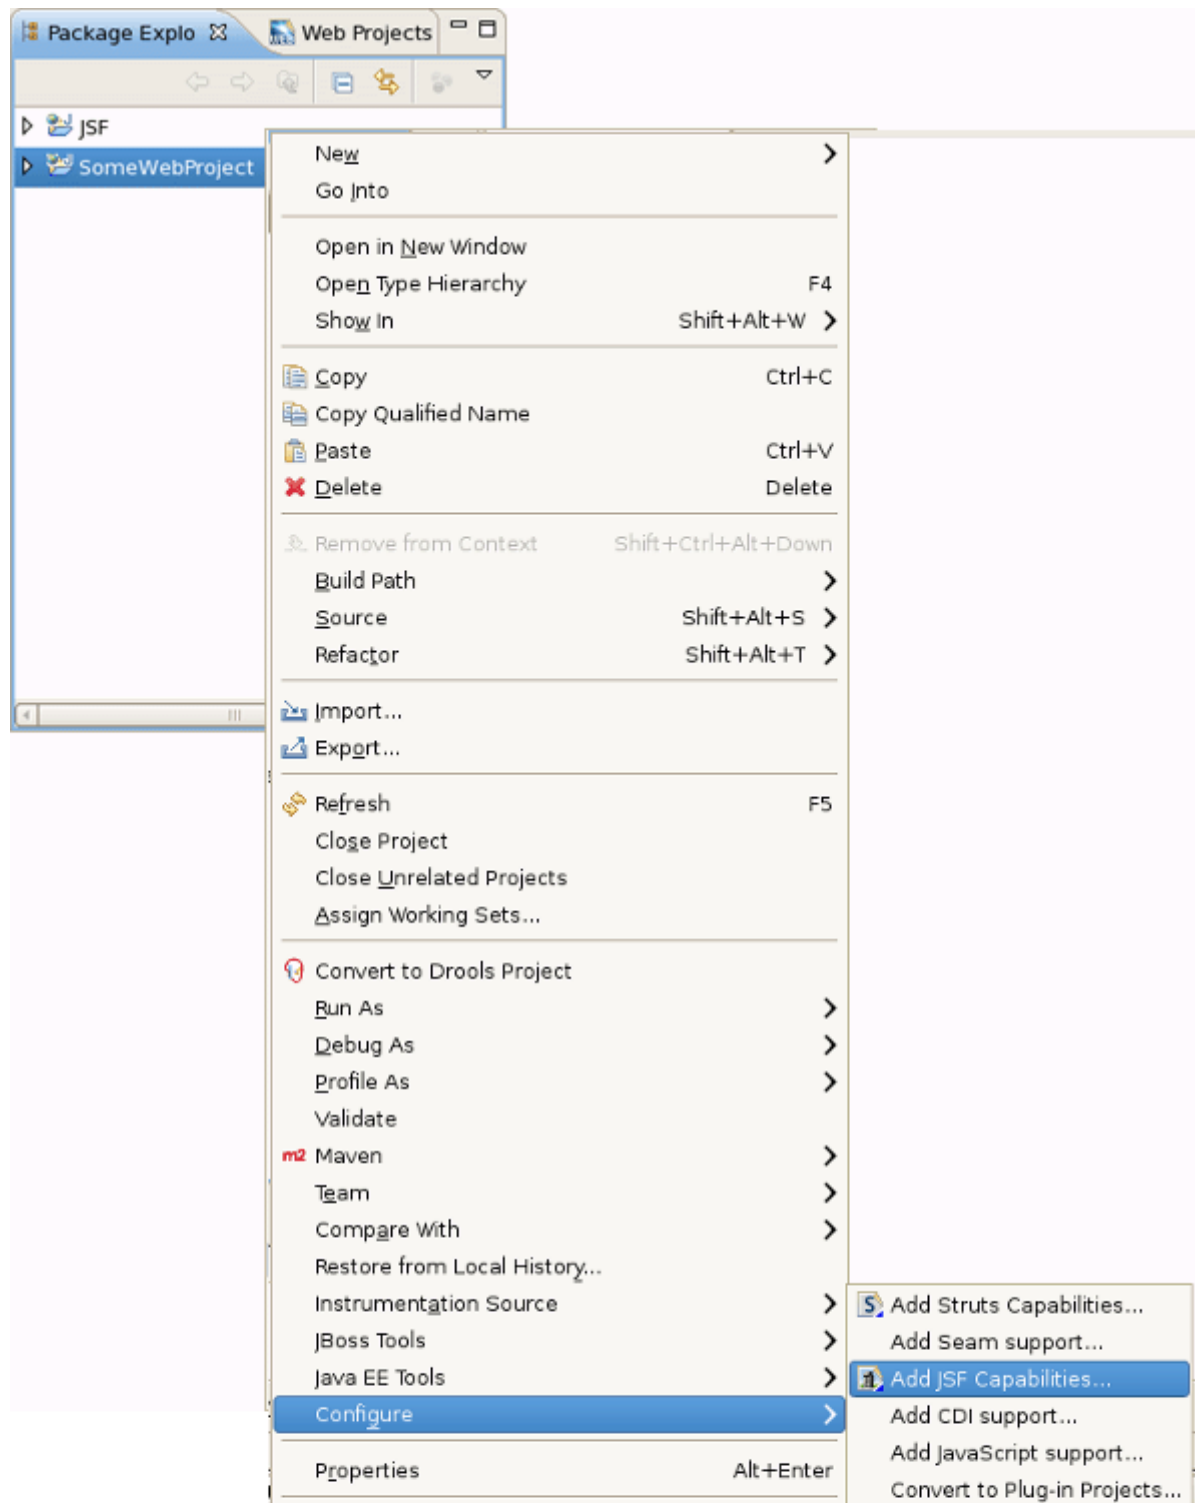 Package Explo Web Projects
JSF
SomeWebProject
New
Go Into
Open in New Window
Open Type Hierarchy F4
Show In Shift+Alt+W
Copy Ctrl+C
Copy Qualified Name
Paste Ctrl+V
Delete Delete
Remove from Context Shift+Ctrl+Alt+Down
Build Path
Source Shift+Alt+S
Refactor Shift+Alt+T
Import...
Export...
Refresh F5
Close Project
Close Unrelated Projects
Assign Working Sets...
Convert to Drools Project
Run As
Debug As
Profile As
Validate
m2 Maven
Team
Compare With
Restore from Local History...
Instrumentation Source
JBoss Tools
Java EE Tools
Configure
Properties Alt+Enter
S Add Struts Capabilities...
Add Seam support...
Add JSF Capabilities...
Add CDI support...
Add JavaScript support...
Convert to Plug-in Projects...